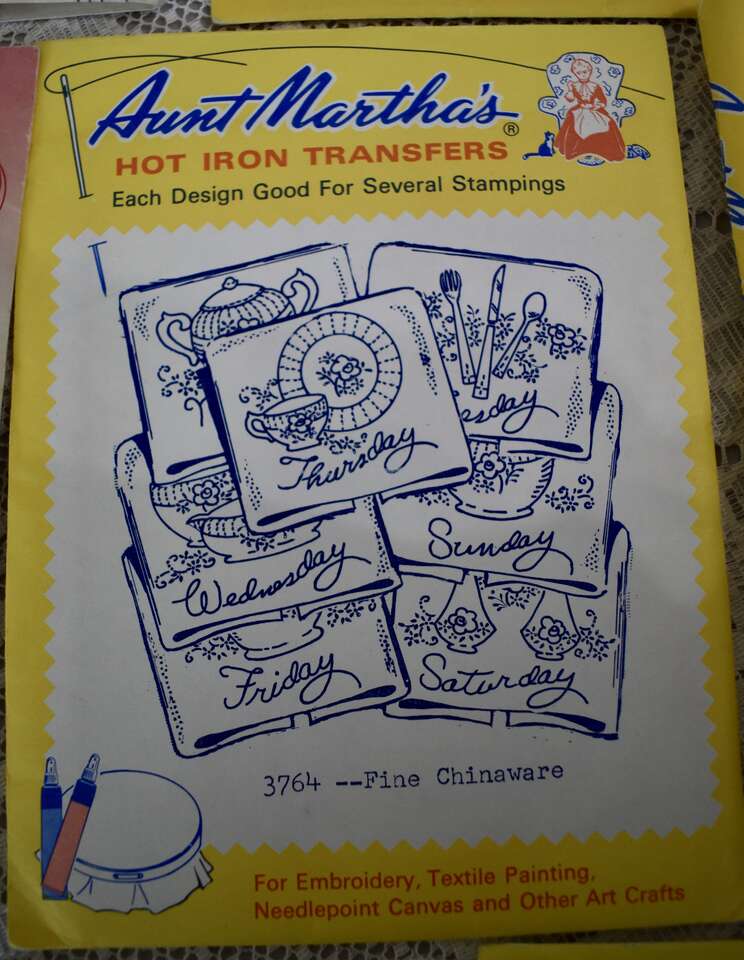 Aunt Martha's®
HOT IRON TRANSFERS
Each Design Good For Several Stampings
Thursday
sday
Wednesday
Sunday
Friday
Saturday
3764 --Fine Chinaware
For Embroidery, Textile Painting,
Needlepoint Canvas and Other Art Crafts